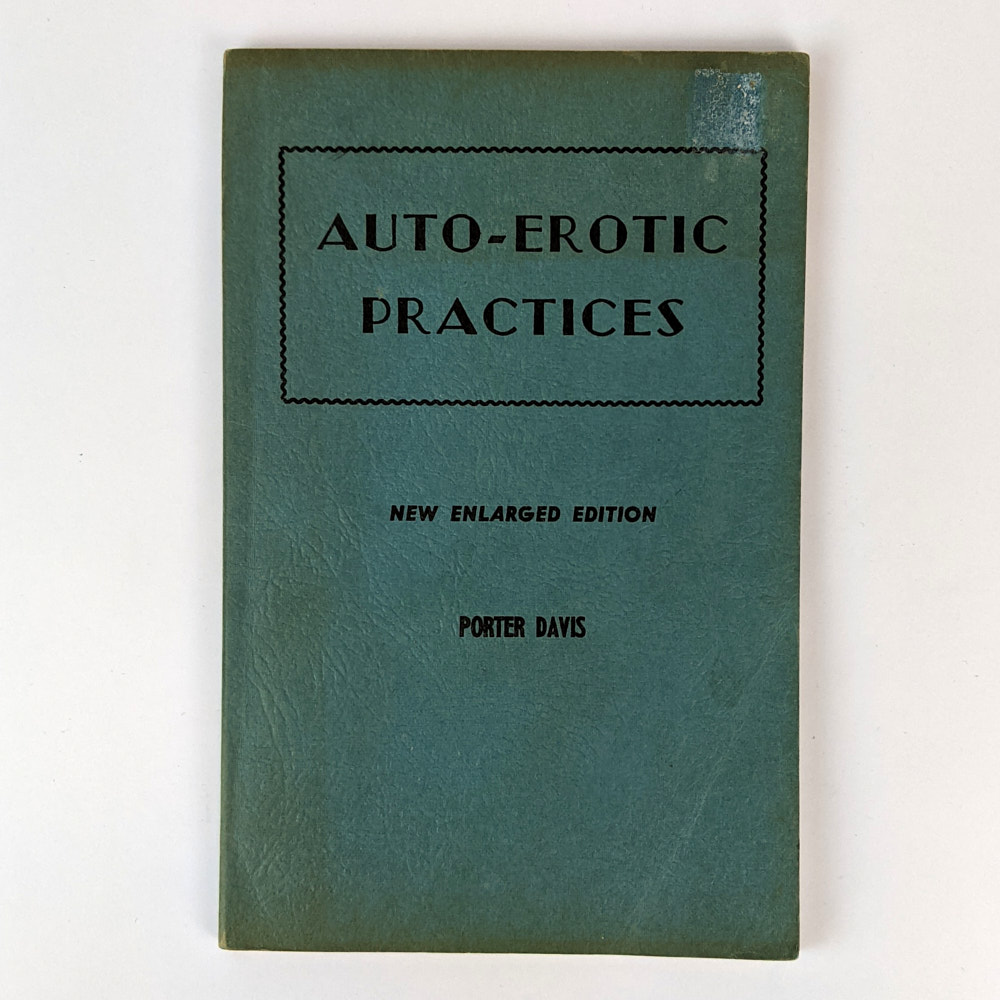 AUTO-EROTIC
PRACTICES
NEW ENLARGED EDITION
PORTER DAVIS